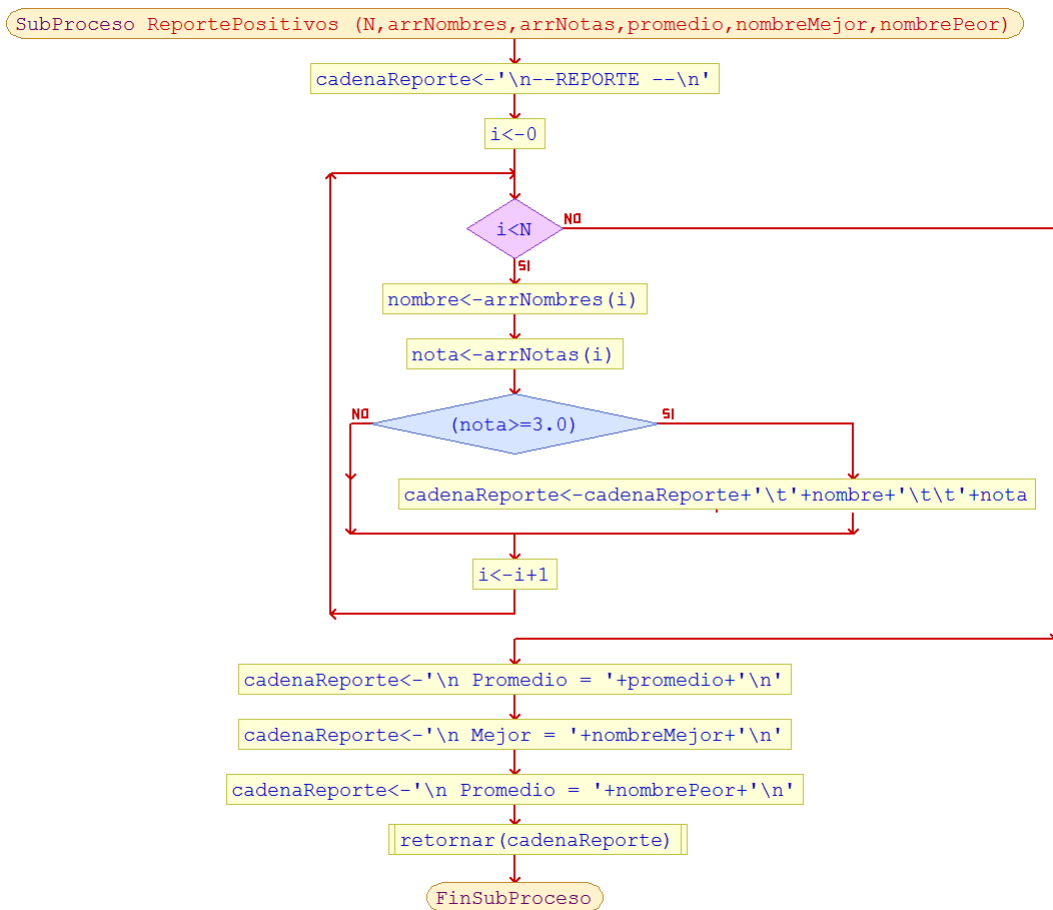 SubProceso ReportePositivos (N,arrNombres,arrNotas,promedio,nombreMejor,nombrePeor)
cadenaReporte<-'\n--REPORTE --\n'
i<-0
i<N
NO
SI
nombre<-arrNombres(i)
nota<-arrNotas(i)
NO
(nota>=3.0)
SI
cadenaReporte<-cadenaReporte+'\t'+nombre+'\t\t'+nota
i<-i+1
cadenaReporte<-'\n Promedio = '+promedio+'\n'
cadenaReporte<-'\n Mejor = '+nombreMejor+'\n'
cadenaReporte<-'\n Promedio = '+nombrePeor+'\n'
retornar(cadenaReporte)
FinSubProceso